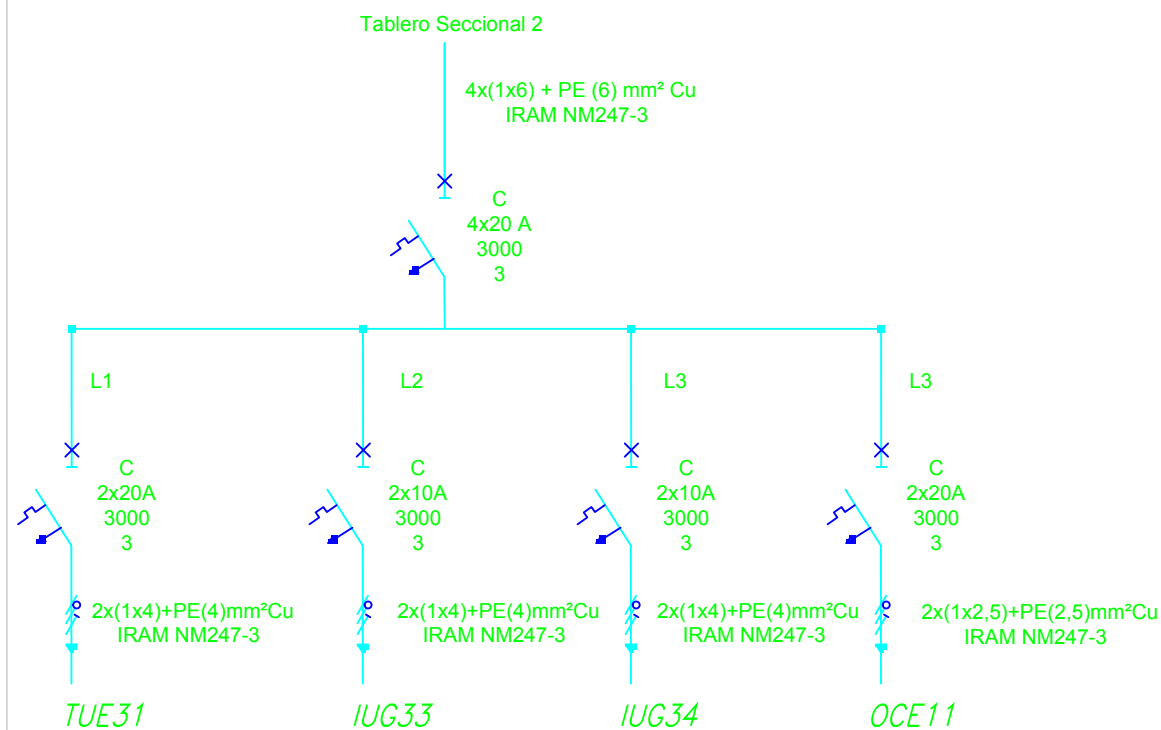 Tablero Seccional 2
4x(1x6) + PE (6) mm² Cu
IRAM NM247-3
C
4x20 A
3000
3
L1
L2
L3
L3
C
2x20A
3000
3
C
2x10A
3000
3
C
2x10A
3000
3
C
2x20A
3000
3
2x(1x4)+PE(4)mm²Cu
IRAM NM247-3
2x(1x4)+PE(4)mm²Cu
IRAM NM247-3
2x(1x4)+PE(4)mm²Cu
IRAM NM247-3
2x(1x2,5)+PE(2,5)mm²Cu
IRAM NM247-3
TUE31
IUG33
IUG34
OCE11